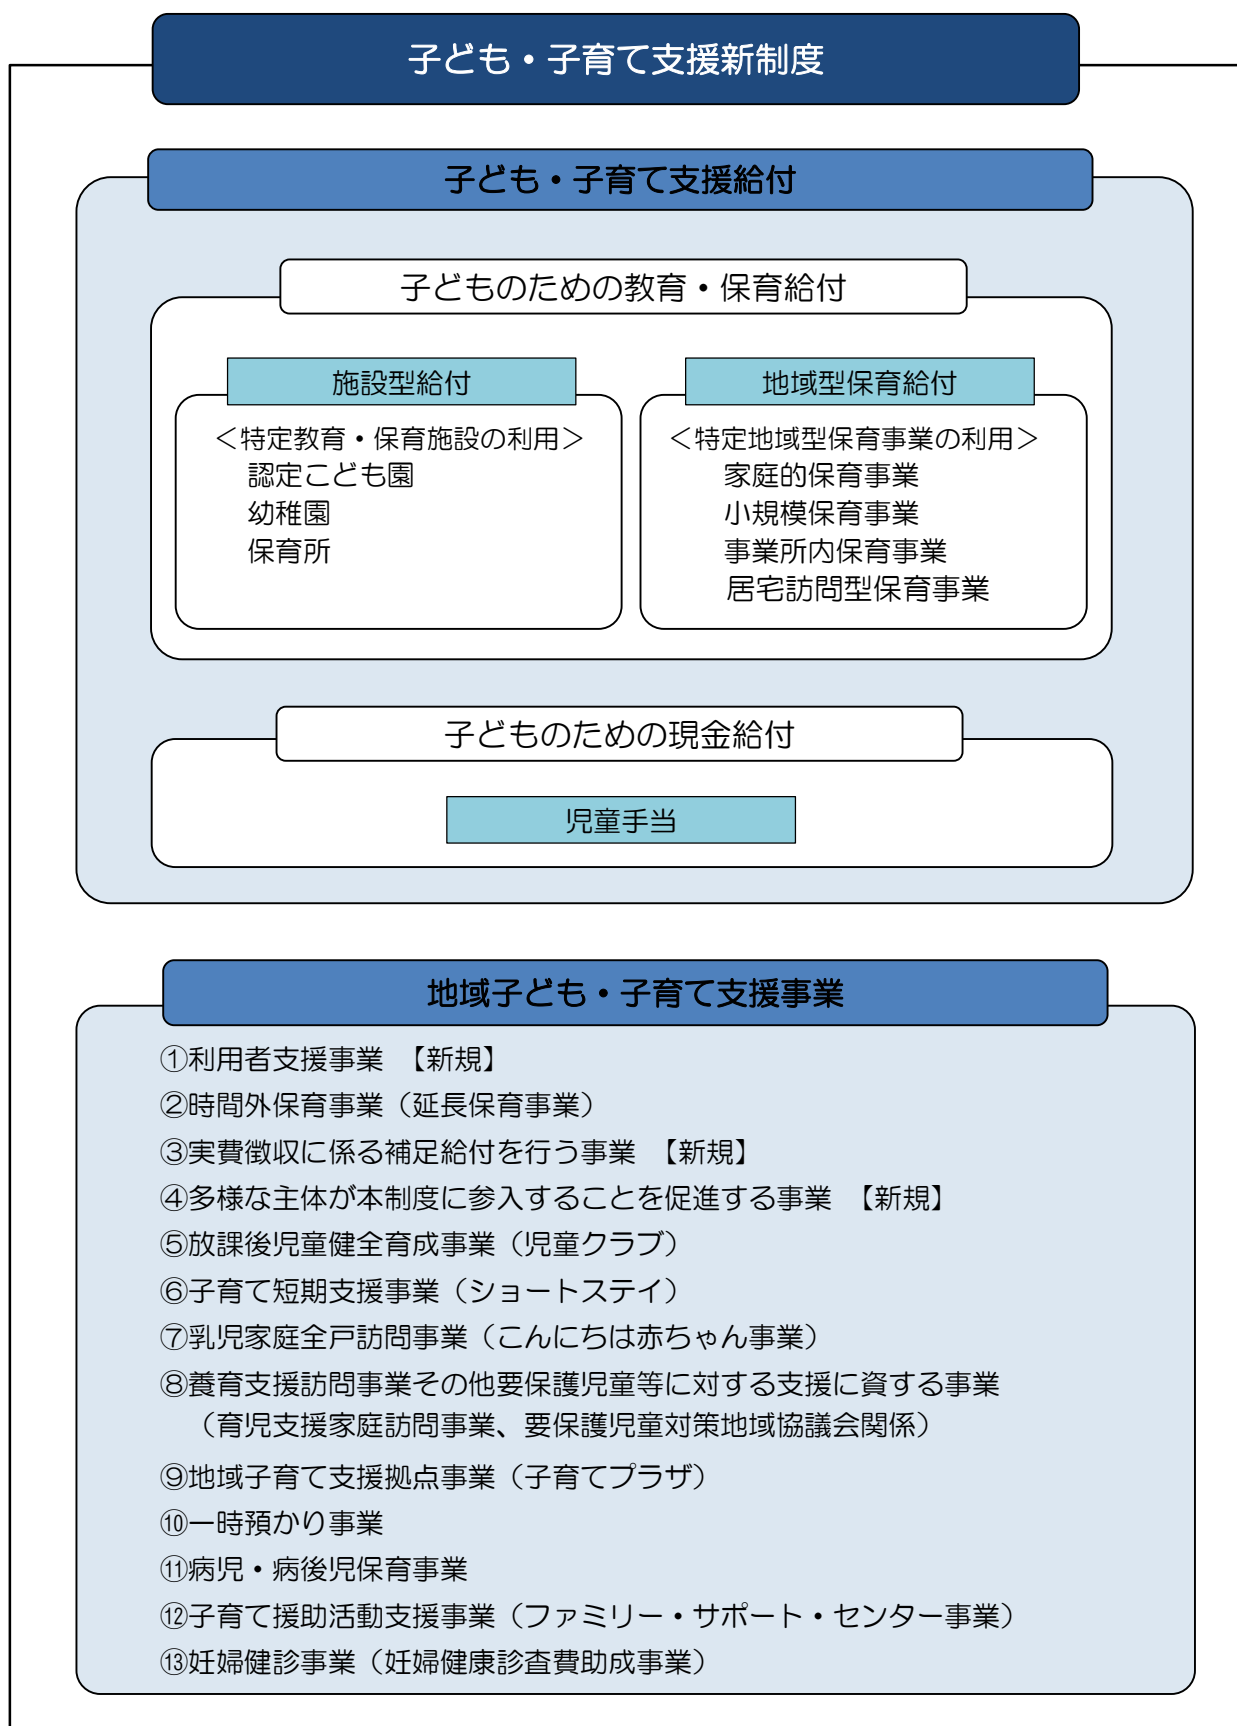 子ども・子育て支援新制度
子ども・子育て支援給付
子どものための教育・保育給付
施設型給付
＜特定教育・保育施設の利用＞
認定こども園
幼稚園
保育所
地域型保育給付
＜特定地域型保育事業の利用＞
家庭的保育事業
小規模保育事業
事業所内保育事業
居宅訪問型保育事業
子どものための現金給付
児童手当
地域子ども・子育て支援事業
①利用者支援事業　【新規】
②時間外保育事業（延長保育事業）
③実費徴収に係る補足給付を行う事業　【新規】
④多様な主体が本制度に参入することを促進する事業　【新規】
⑤放課後児童健全育成事業（児童クラブ）
⑥子育て短期支援事業（ショートステイ）
⑦乳児家庭全戸訪問事業（こんにちは赤ちゃん事業）
⑧養育支援訪問事業その他要保護児童等に対する支援に資する事業
（育児支援家庭訪問事業、要保護児童対策地域協議会関係）
⑨地域子育て支援拠点事業（子育てプラザ）
⑩一時預かり事業
⑪病児・病後児保育事業
⑫子育て援助活動支援事業（ファミリー・サポート・センター事業）
⑬妊婦健診事業（妊婦健康診査費助成事業）